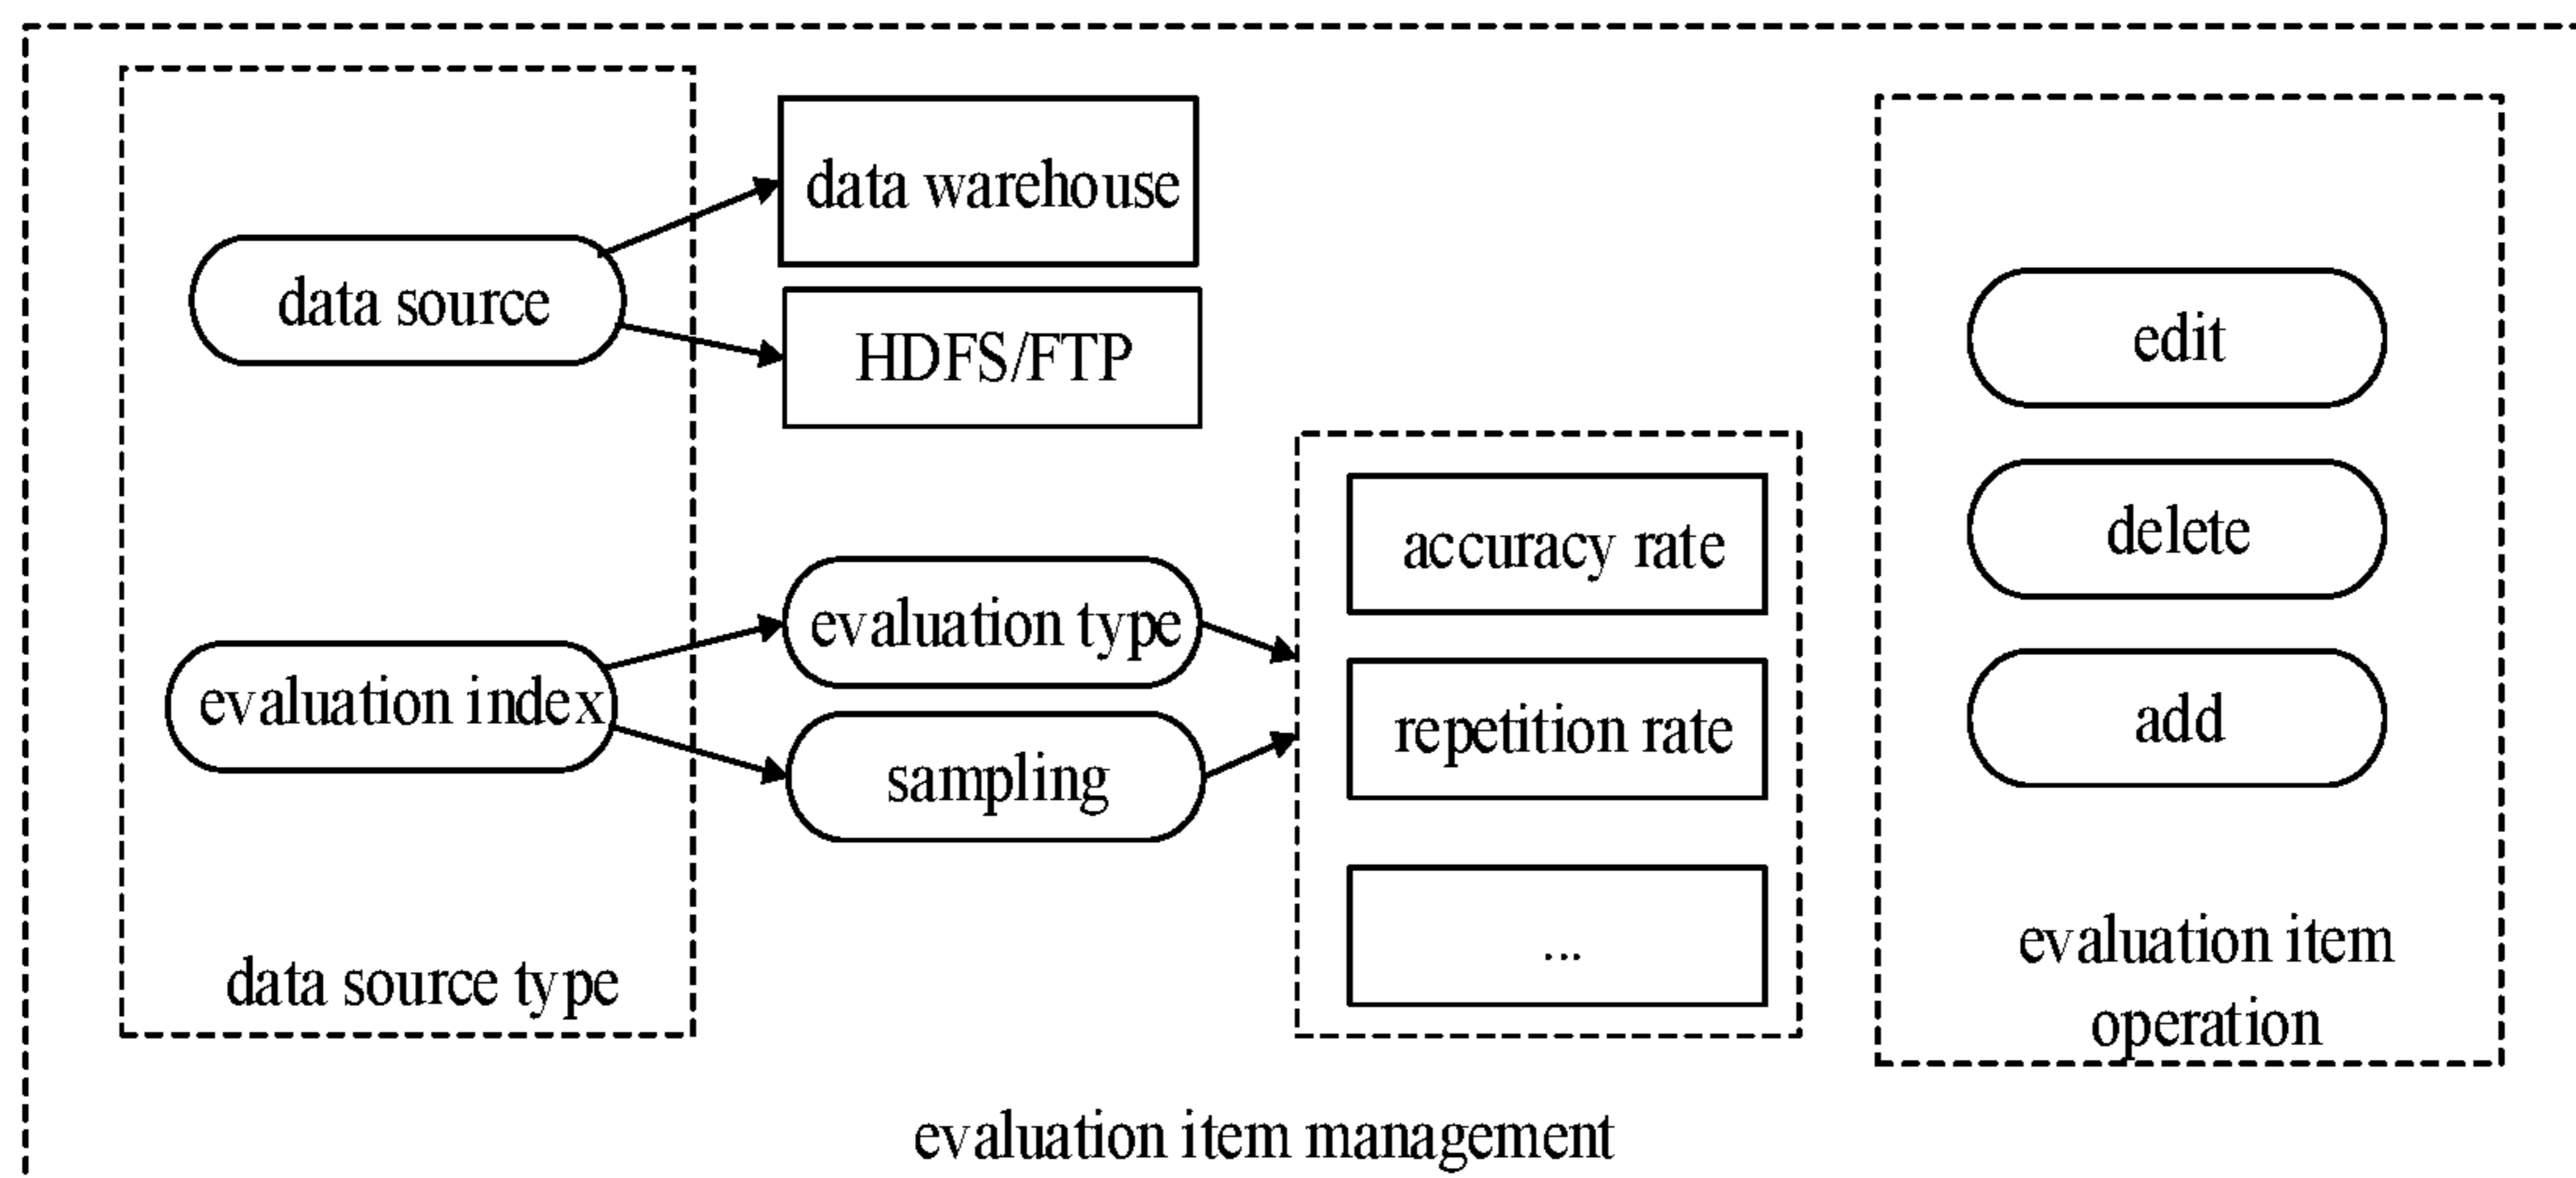 data source
data warehouse
HDFS/FTP
evaluation index
evaluation type
sampling
data source type
accuracy rate
repetition rate
...
edit
delete
add
evaluation item
operation
evaluation item management